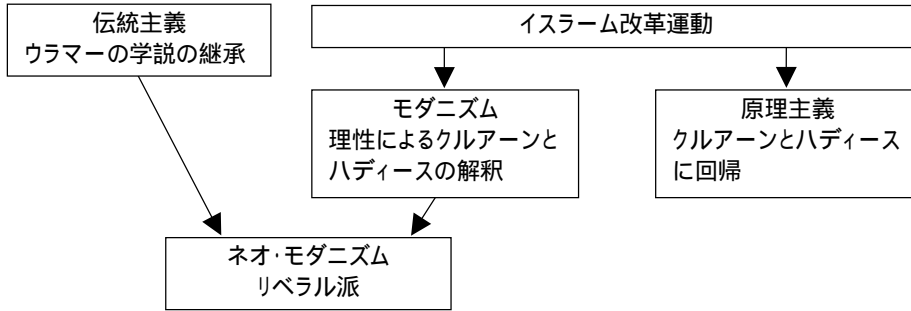 伝統主義
ウラマーの学説の継承
イスラーム改革運動
モダニズム
理性によるクルアーンと
ハディースの解釈
原理主義
クルアーンとハディース
に回帰
ネオ・モダニズム
リベラル派